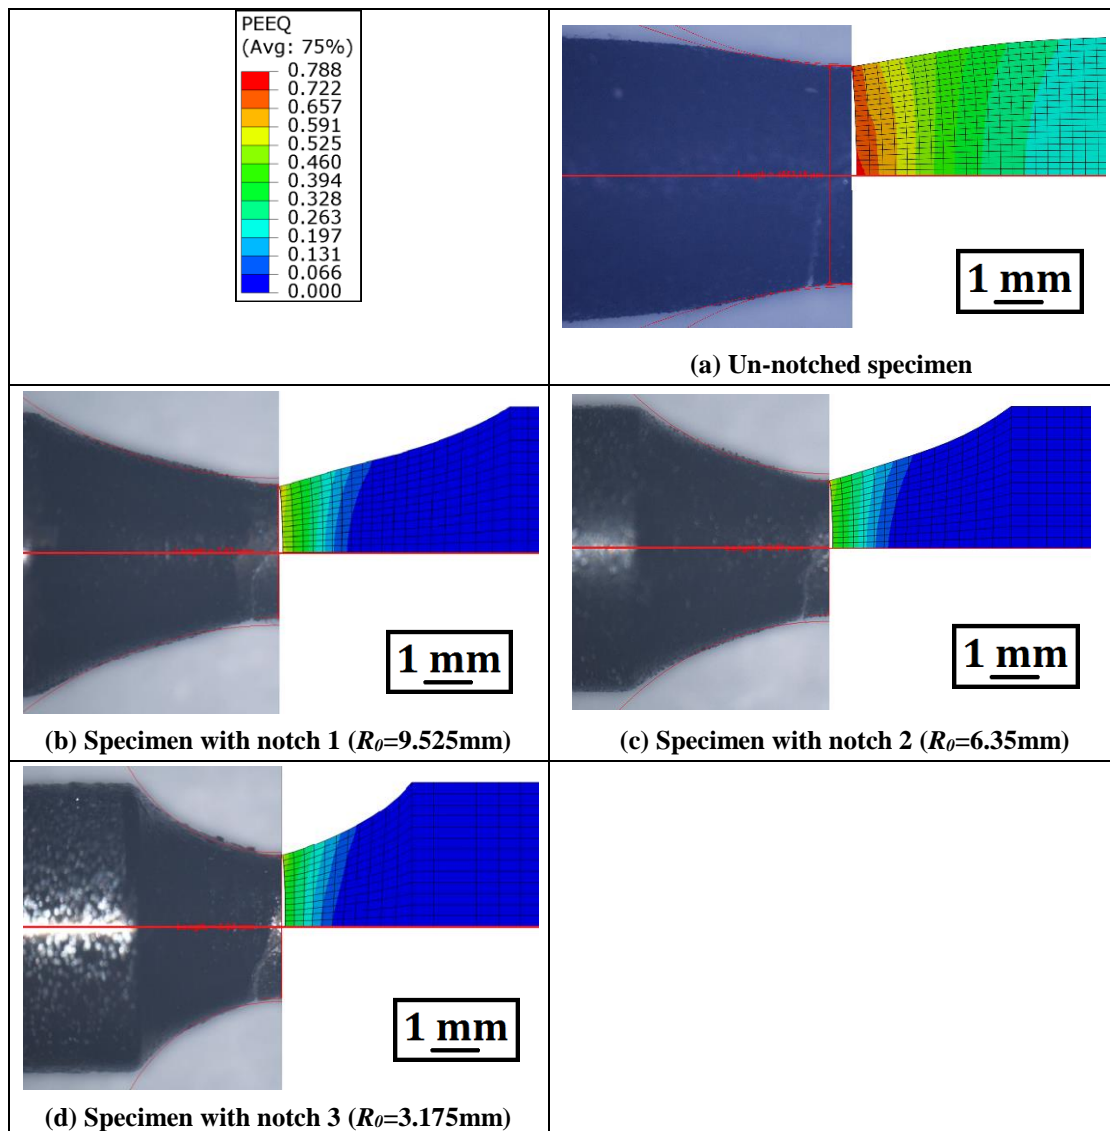 PEEQ
(Avg: 75%)
0.788
0.722
0.657
0.591
0.525
0.460
0.394
0.328
0.263
0.197
0.131
0.066
0.000
1 mm
(a) Un-notched specimen
1 mm
(b) Specimen with notch 1 (R0=9.525mm)
1 mm
(c) Specimen with notch 2 (R0=6.35mm)
1 mm
(d) Specimen with notch 3 (R0=3.175mm)